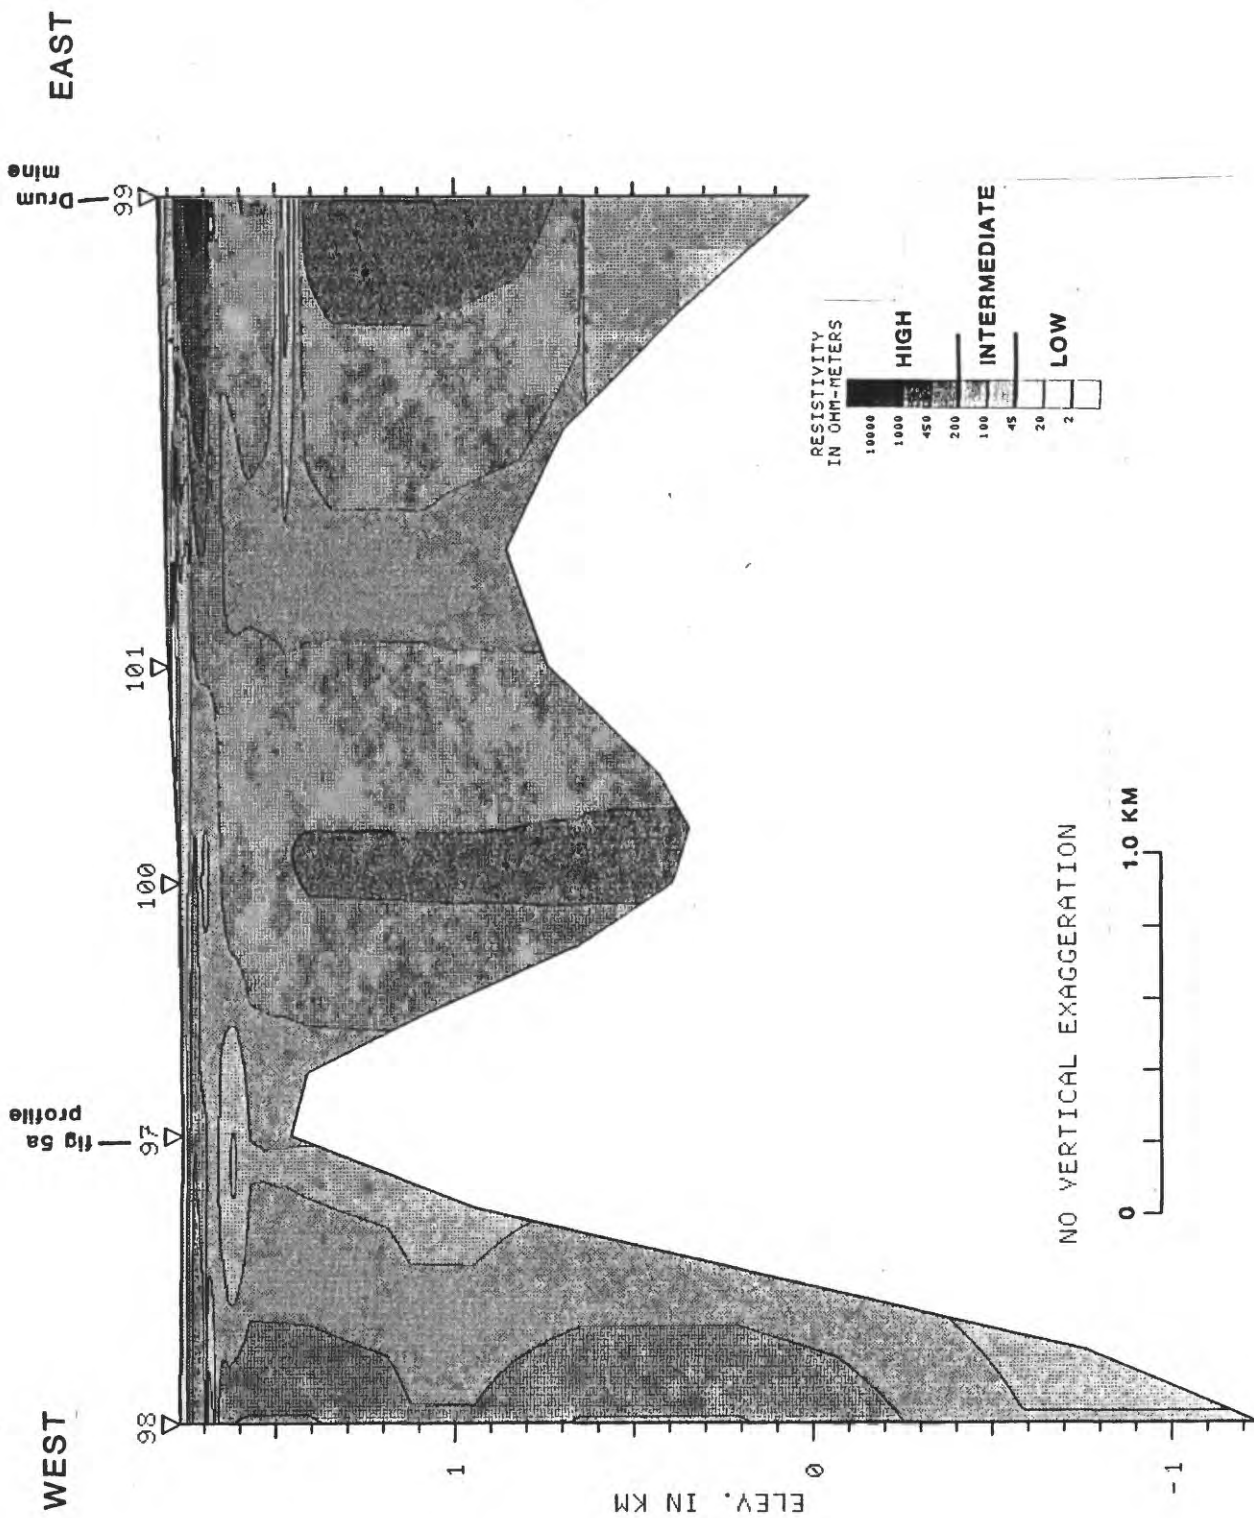 WEST
EAST
fig 5a
profile
Drum
mine
98
97
100
101
99
ELEV. IN KM
1
0
-1
RESISTIVITY
IN OHM-METERS
10000
1000
450
200
100
45
20
2
HIGH
INTERMEDIATE
LOW
NO VERTICAL EXAGGERATION
0
1.0 KM